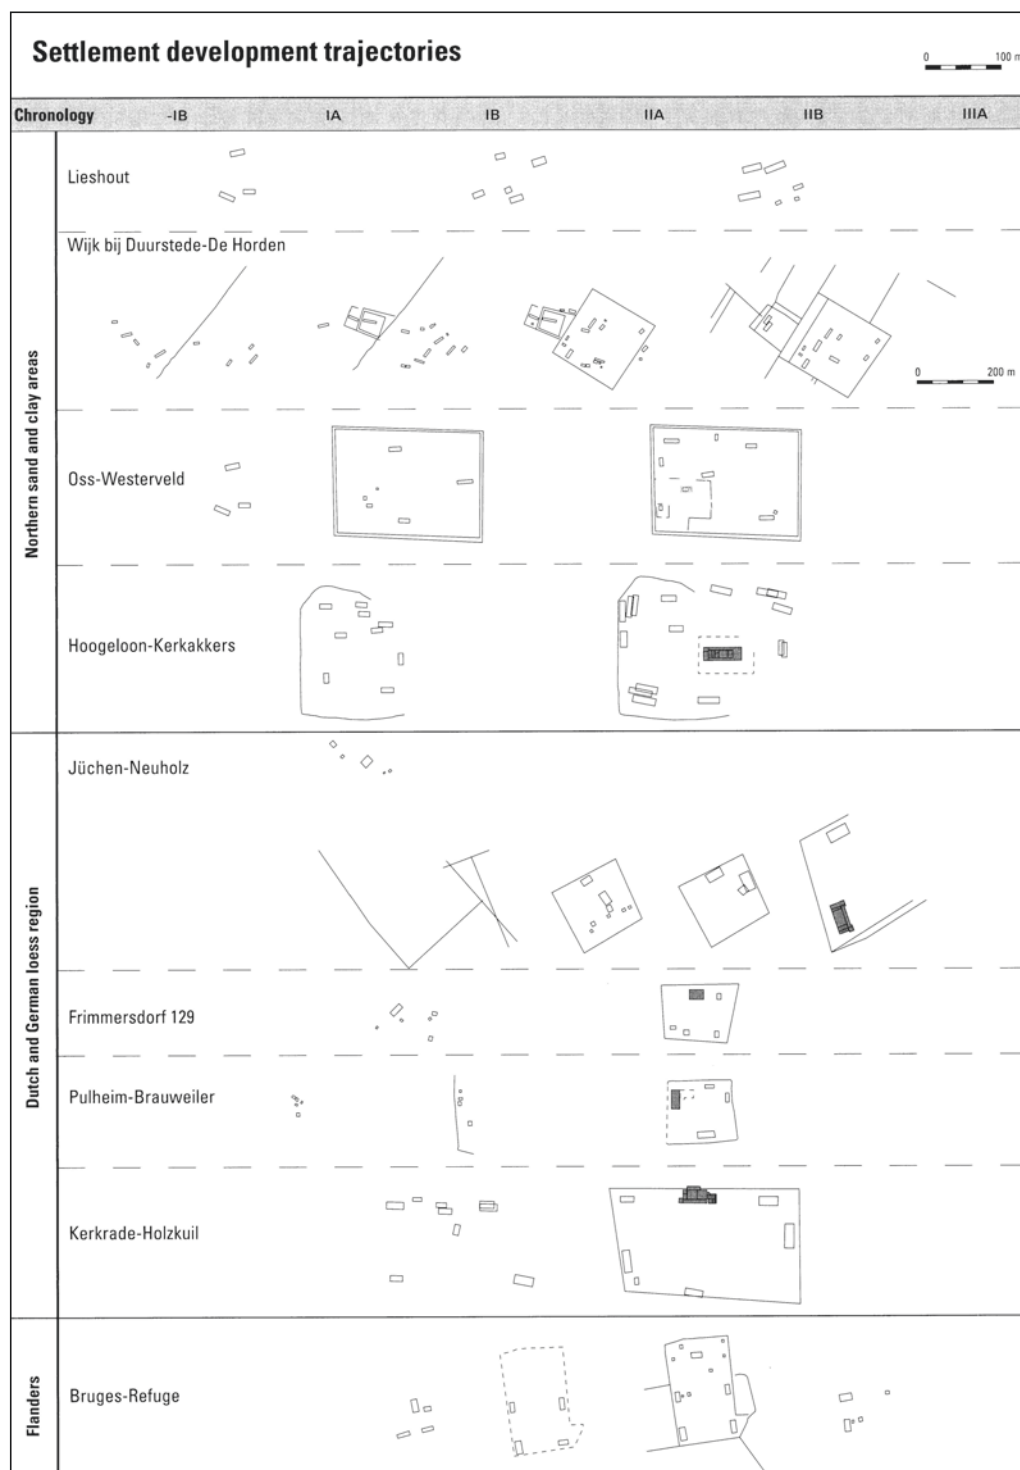 Settlement development trajectories
0 100 m
Chronology -IB IA IB IIA IIB IIIA
Northern sand and clay areas
Lieshout
Wijk bij Duurstede-De Horden
0 200 m
Oss-Westerveld
Hoogeloon-Kerkakkers
Dutch and German loess region
Jüchen-Neuholz
Frimmersdorf 129
Pulheim-Brauweiler
Kerkrade-Holzkuil
Flanders
Bruges-Refuge